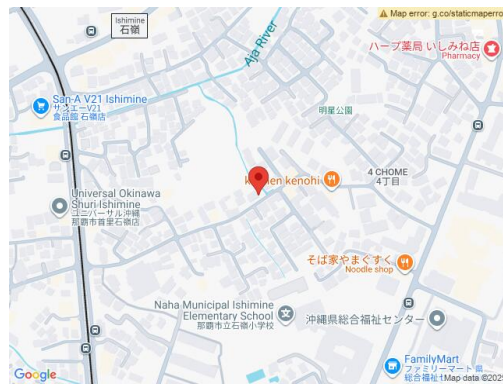 Ishimine
石嶺
Map error: g.co/staticmaperro
ハーブ薬局 いしみね店
Pharmacy
Aja River
San-A V21 Ishimine
サンエーV21
食品館 石嶺店
明星公園
kitchen kenohi
4 CHOME
4丁目
Universal Okinawa
Shuri Ishimine
ユニバーサル沖縄
那覇市首里石嶺店
そば家やまぐすく
Noodle shop
Naha Municipal Ishimine
Elementary School
那覇市立石嶺小学校
沖縄県総合福祉センター
FamilyMart
ファミリーマート 県
総合福祉セ
Google
Map data ©202